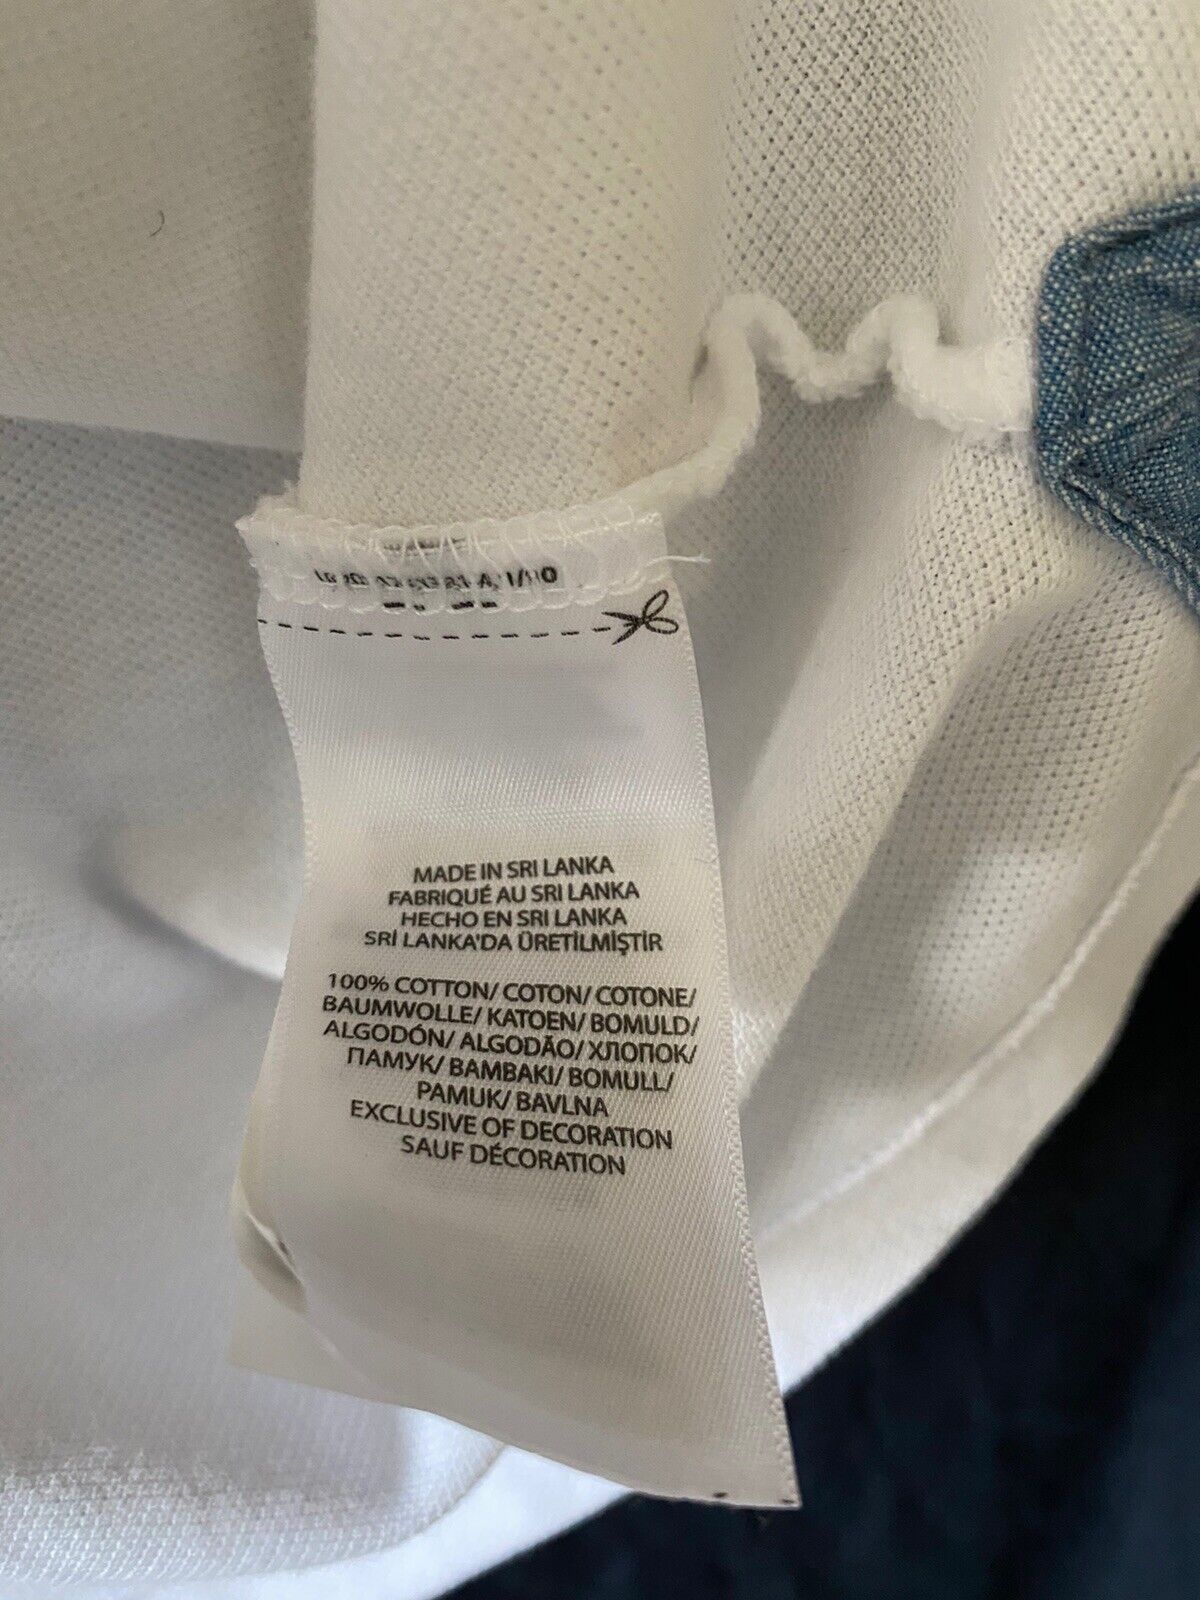 MADE IN SRI LANKA
FABRIQUÉ AU SRI LANKA
HECHO EN SRI LANKA
SRİ LANKA'DA ÜRETİLMİŞTİR
100% COTTON/ COTON/ COTONE/
BAUMWOLLE/ KATOEN/ BOMULD/
ALGODÓN/ ALGODÃO/ ХЛОПОК/
ПАМУК/ BAMBAKI/ BOMULL/
PAMUK/ BAVLNA
EXCLUSIVE OF DECORATION
SAUF DÉCORATION